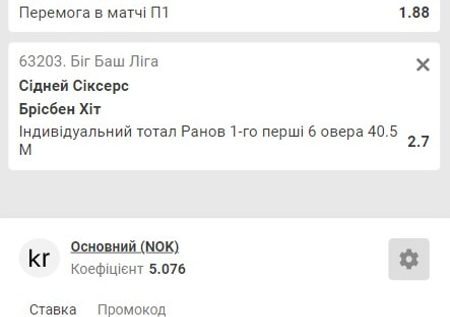 Перемога в матчі П1 1.88
63203. Біг Баш Ліга
Сідней Сіксерс
Брісбен Хіт
Індивідуальний тотал Ранов 1-го перші 6 овера 40.5
М 2.7
kr Основний (NOK)
Коефіцієнт 5.076
Ставка Промокод